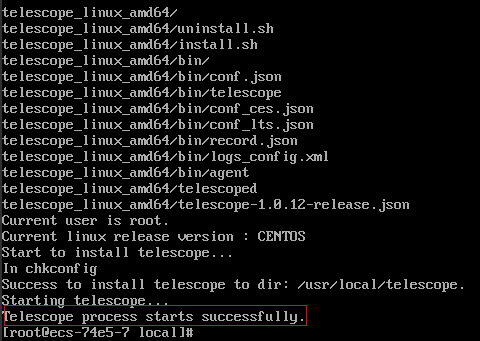 telescope_linux_amd64/
telescope_linux_amd64/uninstall.sh
telescope_linux_amd64/install.sh
telescope_linux_amd64/bin/
telescope_linux_amd64/bin/conf.json
telescope_linux_amd64/bin/telescope
telescope_linux_amd64/bin/conf_ces.json
telescope_linux_amd64/bin/conf_lts.json
telescope_linux_amd64/bin/record.json
telescope_linux_amd64/bin/logs_config.xml
telescope_linux_amd64/bin/agent
telescope_linux_amd64/telescoped
telescope_linux_amd64/telescope-1.0.12-release.json
Current user is root.
Current linux release version : CENTOS
Start to install telescope...
In chkconfig
Success to install telescope to dir: /usr/local/telescope.
Starting telescope...
Telescope process starts successfully.
[root@ecs-74e5-7 local]#